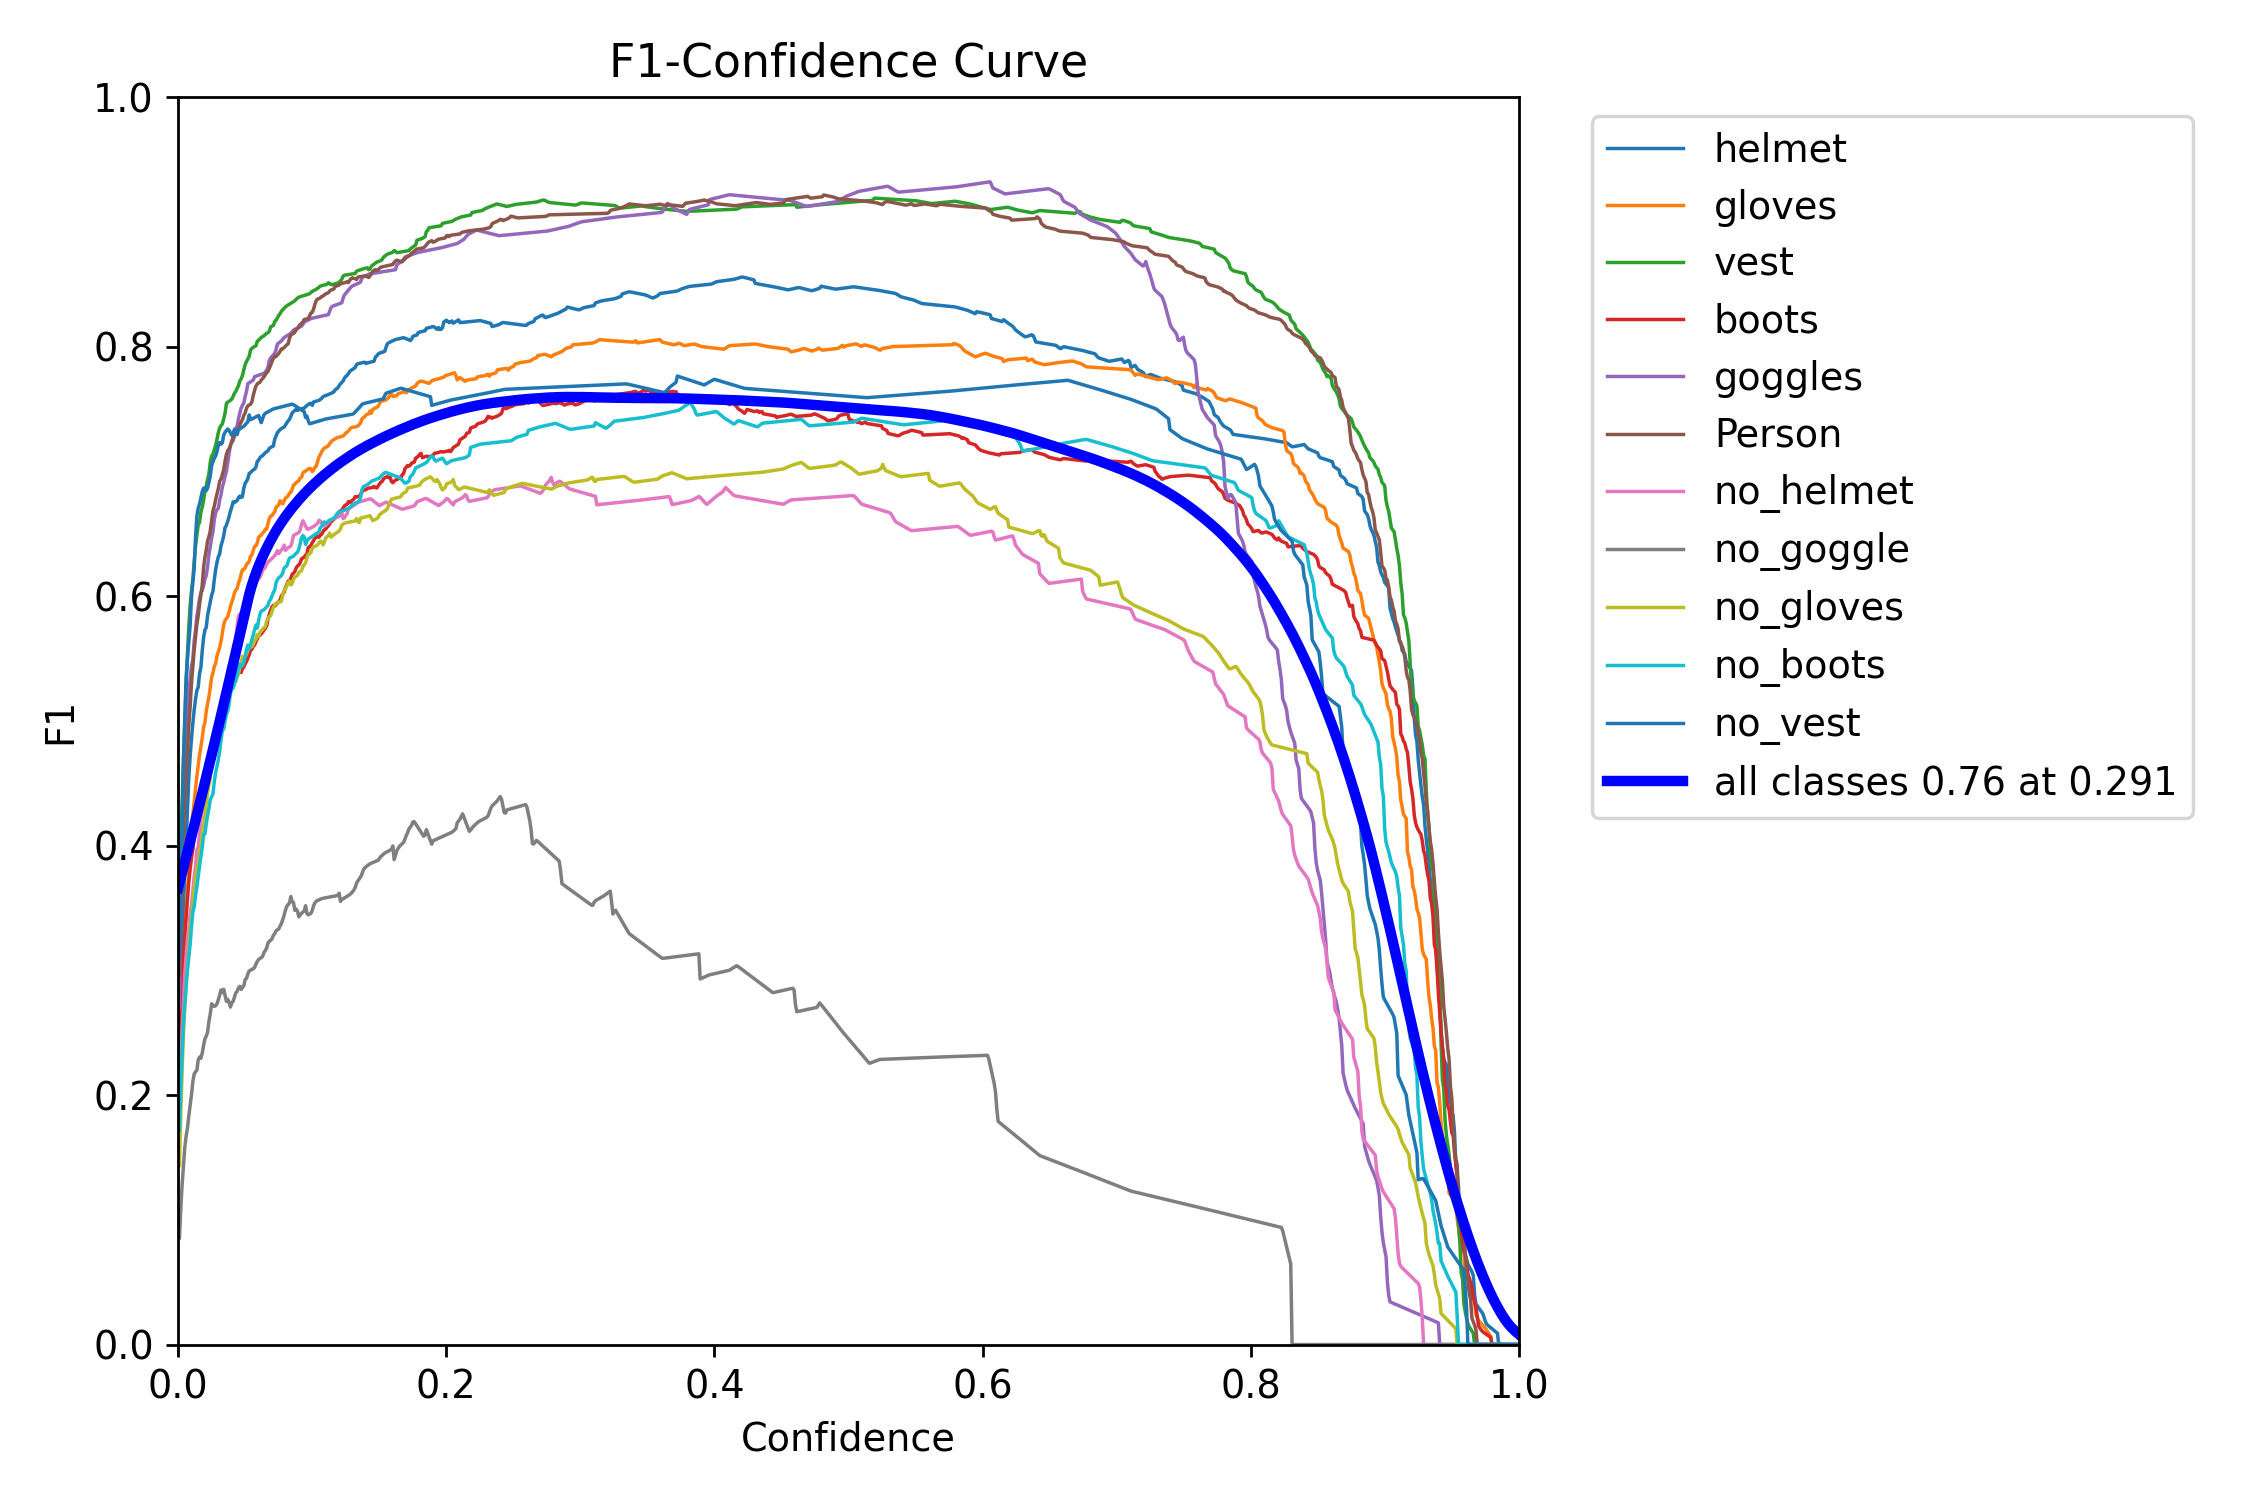 F1-Confidence Curve
1.0
0.8
0.6
0.4
0.2
0.0
F1
0.0 0.2 0.4 0.6 0.8 1.0
Confidence
helmet
gloves
vest
boots
goggles
Person
no_helmet
no_goggle
no_gloves
no_boots
no_vest
all classes 0.76 at 0.291